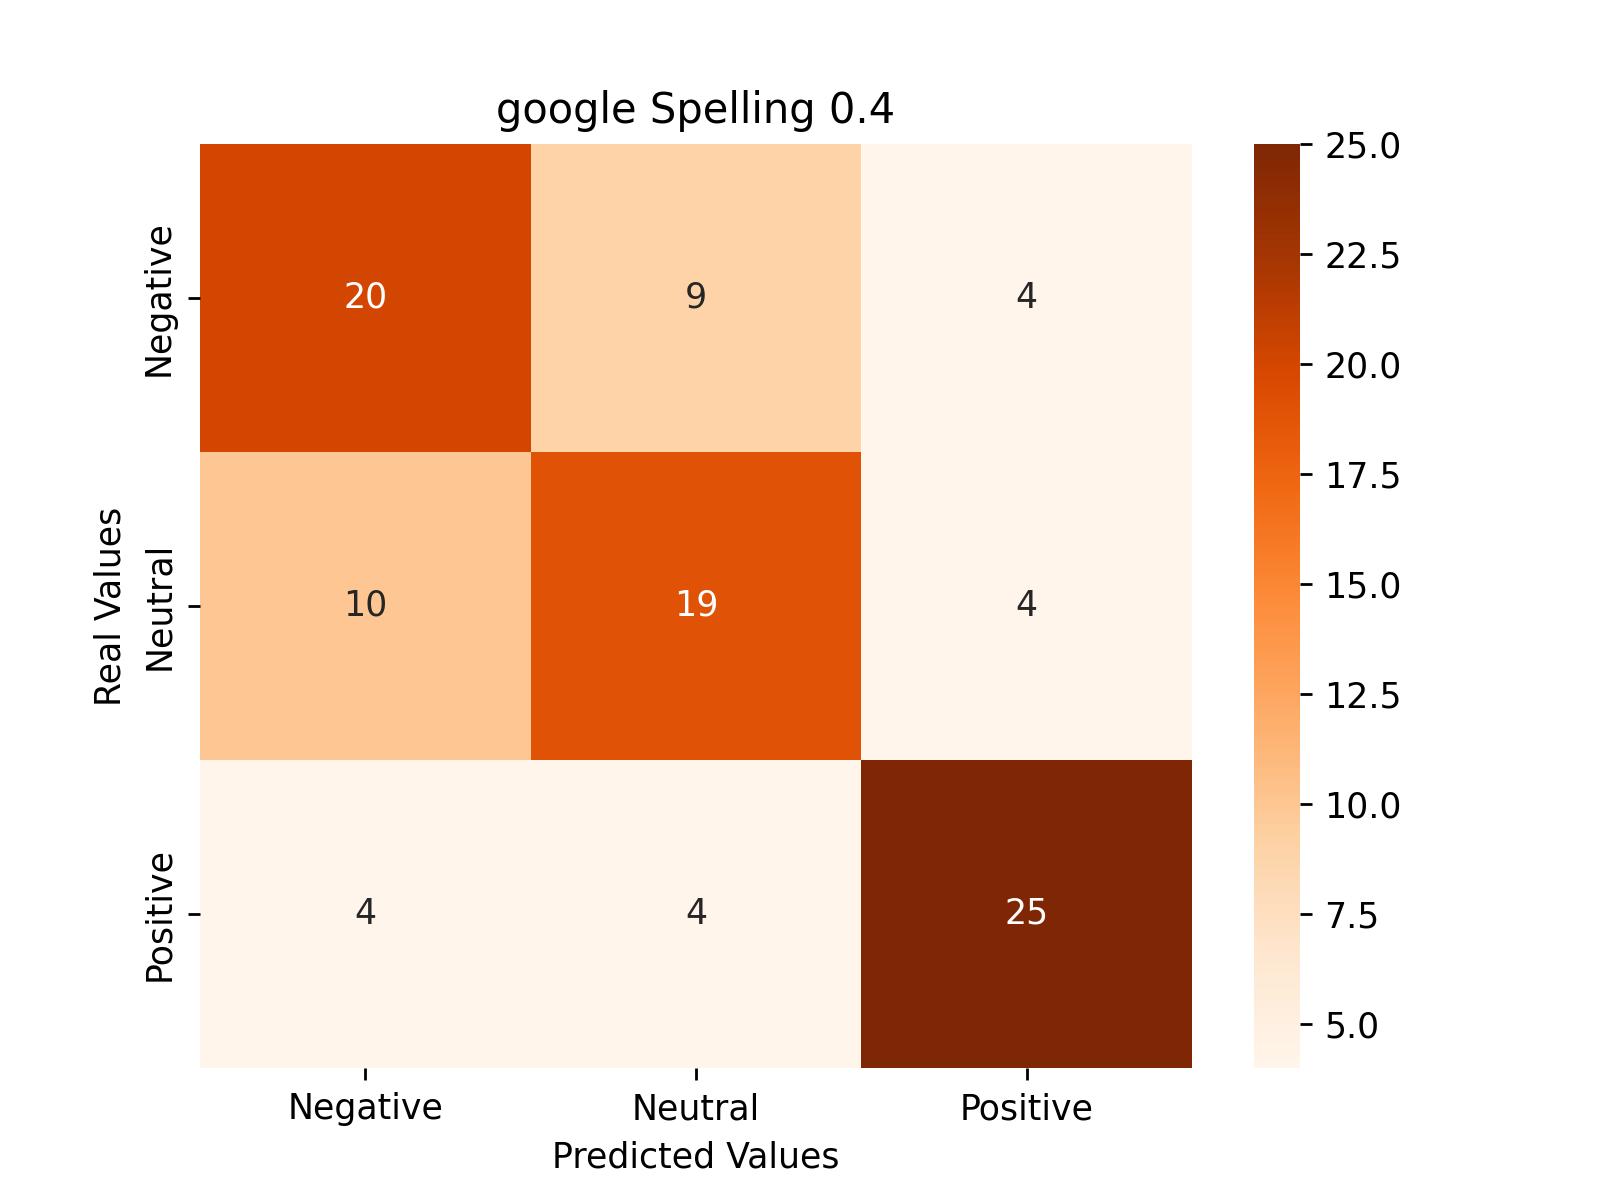 google Spelling 0.4
25.0
22.5
20.0
17.5
15.0
12.5
10.0
7.5
5.0
Real Values
Negative
20
9
4
Neutral
10
19
4
Positive
4
4
25
Negative
Neutral
Positive
Predicted Values